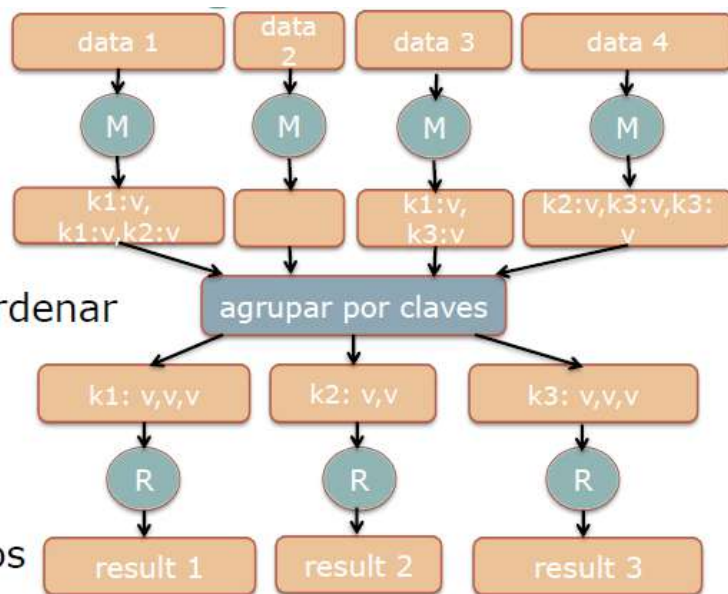 data 1
data
2
data 3
data 4
M
M
M
M
k1:v,
k1:v,k2:v
k1:v,
k3:v
k2:v,k3:v,k3:
v
rdenar
agrupar por claves
k1: v,v,v
k2: v,v
k3: v,v,v
R
R
R
os
result 1
result 2
result 3